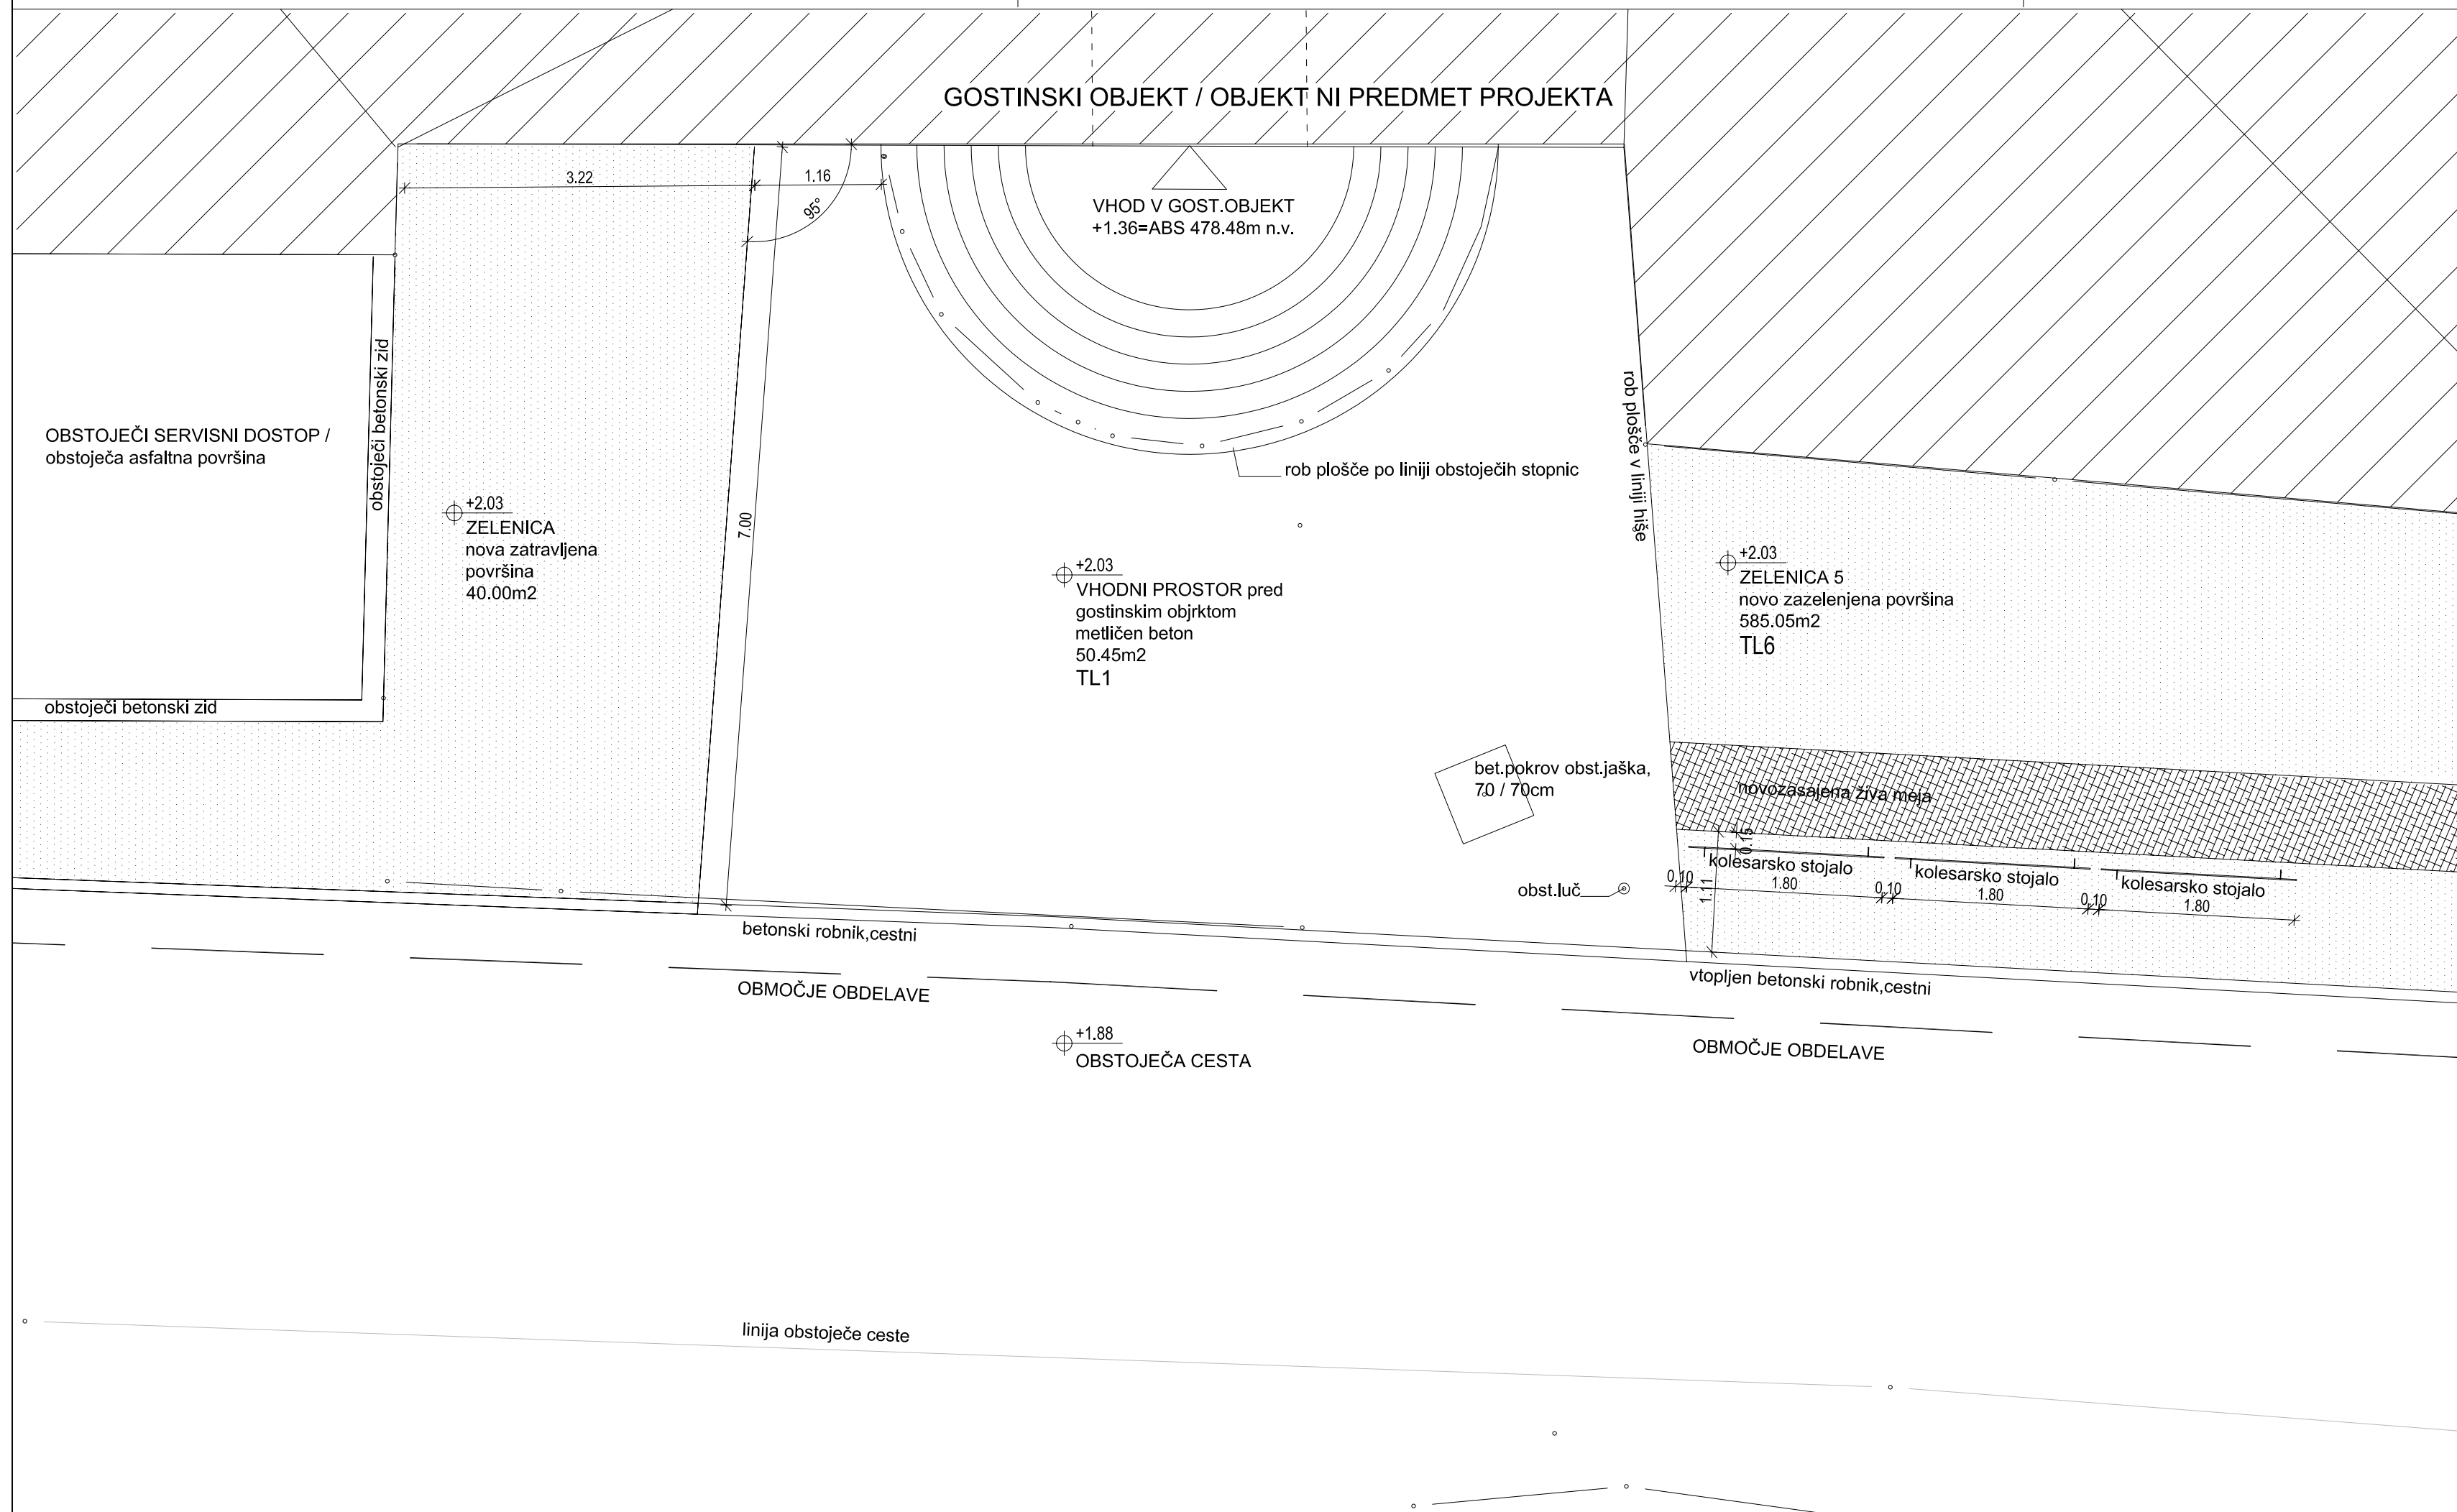 GOSTINSKI OBJEKT / OBJEKT NI PREDMET PROJEKTA
3.22
1.16
95°
VHOD V GOST.OBJEKT
+1.36=ABS 478.48m n.v.
OBSTOJEČI SERVISNI DOSTOP /
obstoječa asfaltna površina
obstoječi betonski zid
obstoječi betonski zid
+2.03
ZELENICA
nova zatravljena
površina
40.00m2
7.00
rob plošče po liniji obstoječih stopnic
rob plošče v liniji hiše
+2.03
VHODNI PROSTOR pred
gostinskim objrktom
metličen beton
50.45m2
TL1
+2.03
ZELENICA 5
novo zazelenjena površina
585.05m2
TL6
bet.pokrov obst.jaška,
70 / 70cm
novozasajena živa meja
0.15
kolesarsko stojalo
kolesarsko stojalo
kolesarsko stojalo
0.10
1.80
0.10
1.80
0.10
1.80
1.11
obst.luč
betonski robnik,cestni
vtopljen betonski robnik,cestni
OBMOČJE OBDELAVE
OBMOČJE OBDELAVE
+1.88
OBSTOJEČA CESTA
linija obstoječe ceste